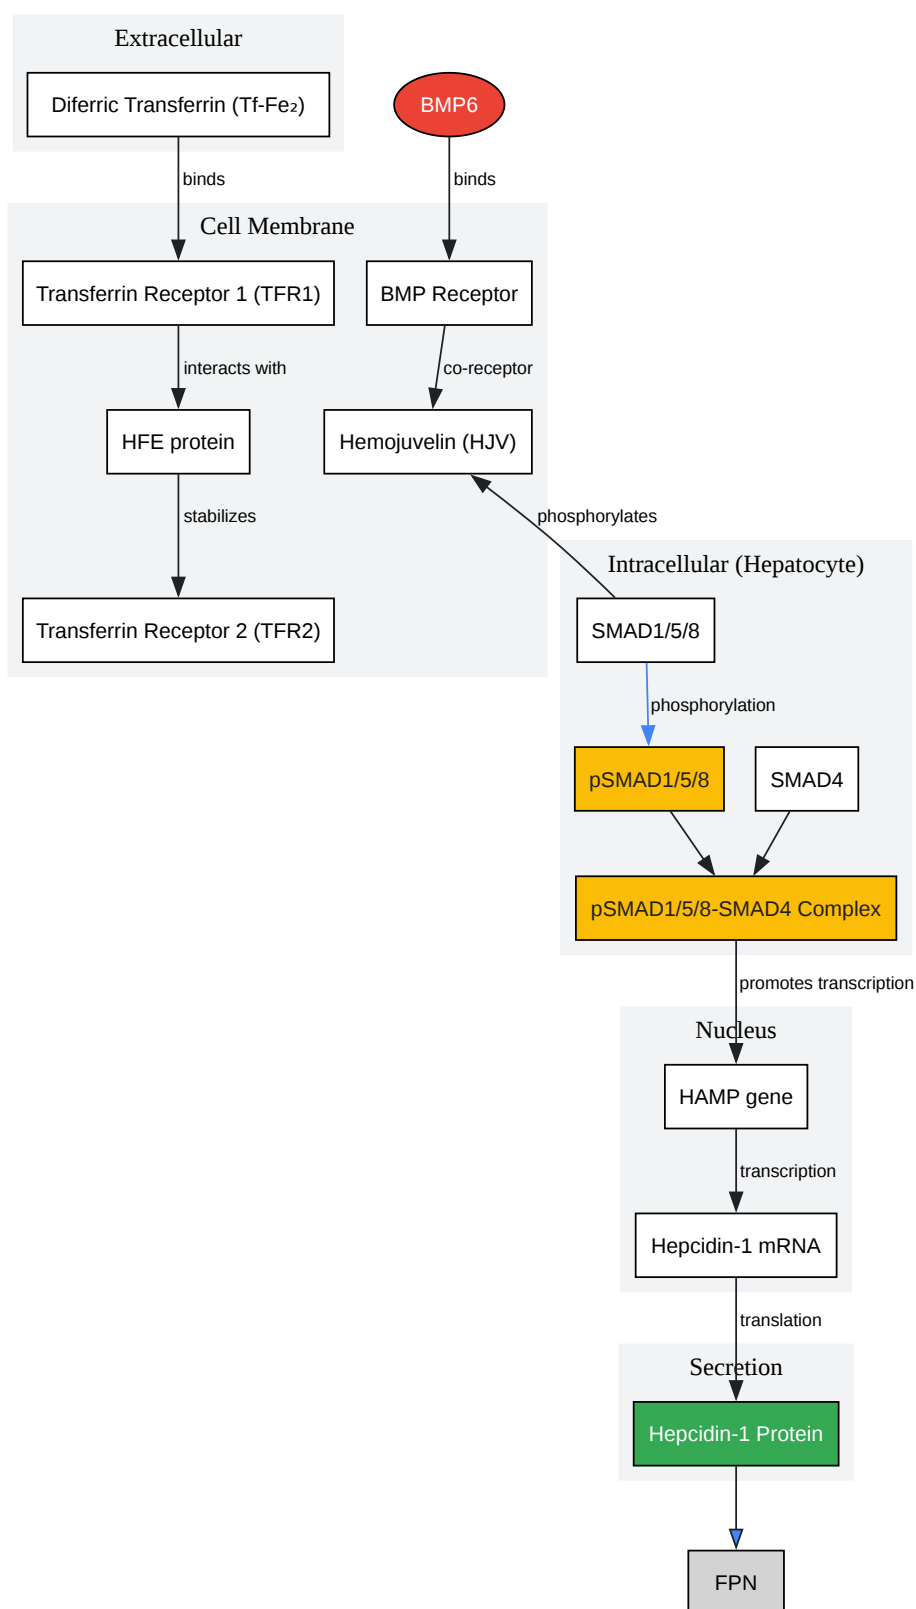 Extracellular
Diferric Transferrin (Tf-Fe₂)
BMP6
binds
binds
Cell Membrane
Transferrin Receptor 1 (TFR1)
BMP Receptor
interacts with
co-receptor
HFE protein
Hemojuvelin (HJV)
stabilizes
phosphorylates
Intracellular (Hepatocyte)
Transferrin Receptor 2 (TFR2)
SMAD1/5/8
phosphorylation
pSMAD1/5/8
SMAD4
pSMAD1/5/8-SMAD4 Complex
promotes transcription
Nucleus
HAMP gene
transcription
Hepcidin-1 mRNA
translation
Secretion
Hepcidin-1 Protein
FPN